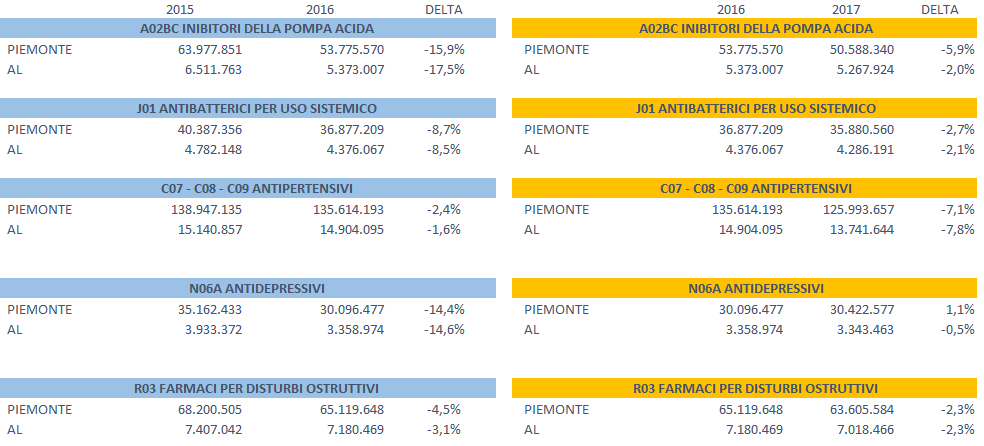 2015 2016 DELTA 2016 2017 DELTA
A02BC INIBITORI DELLA POMPA ACIDA A02BC INIBITORI DELLA POMPA ACIDA
PIEMONTE 63.977.851 53.775.570 -15,9% PIEMONTE 53.775.570 50.588.340 -5,9%
AL 6.511.763 5.373.007 -17,5% AL 5.373.007 5.267.924 -2,0%
J01 ANTIBATTERICI PER USO SISTEMICO J01 ANTIBATTERICI PER USO SISTEMICO
PIEMONTE 40.387.356 36.877.209 -8,7% PIEMONTE 36.877.209 35.880.560 -2,7%
AL 4.782.148 4.376.067 -8,5% AL 4.376.067 4.286.191 -2,1%
C07 - C08 - C09 ANTIPERTENSIVI C07 - C08 - C09 ANTIPERTENSIVI
PIEMONTE 138.947.135 135.614.193 -2,4% PIEMONTE 135.614.193 125.993.657 -7,1%
AL 15.140.857 14.904.095 -1,6% AL 14.904.095 13.741.644 -7,8%
N06A ANTIDEPRESSIVI N06A ANTIDEPRESSIVI
PIEMONTE 35.162.433 30.096.477 -14,4% PIEMONTE 30.096.477 30.422.577 1,1%
AL 3.933.372 3.358.974 -14,6% AL 3.358.974 3.343.463 -0,5%
R03 FARMACI PER DISTURBI OSTRUTTIVI R03 FARMACI PER DISTURBI OSTRUTTIVI
PIEMONTE 68.200.505 65.119.648 -4,5% PIEMONTE 65.119.648 63.605.584 -2,3%
AL 7.407.042 7.180.469 -3,1% AL 7.180.469 7.018.466 -2,3%